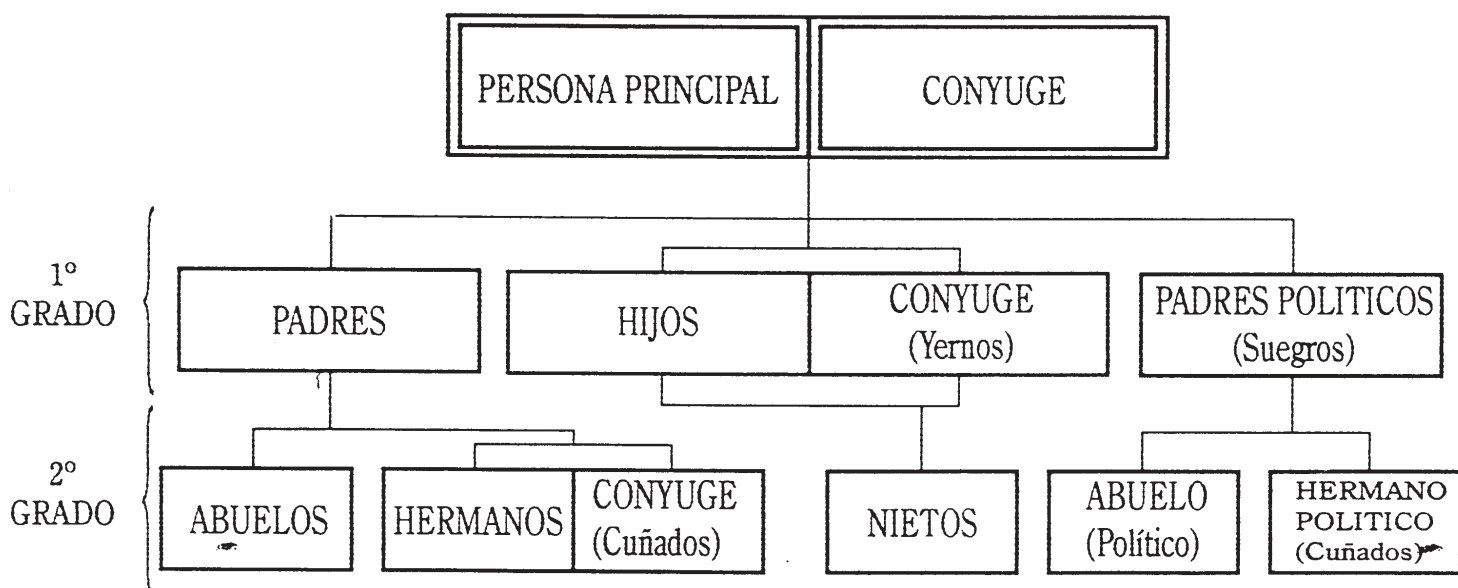 PERSONA PRINCIPAL
CONYUGE
1º
GRADO
PADRES
HIJOS
CONYUGE
(Yernos)
PADRES POLITICOS
(Suegros)
2º
GRADO
ABUELOS
HERMANOS
CONYUGE
(Cuñados)
NIETOS
ABUELO
(Político)
HERMANO
POLITICO
(Cuñados)